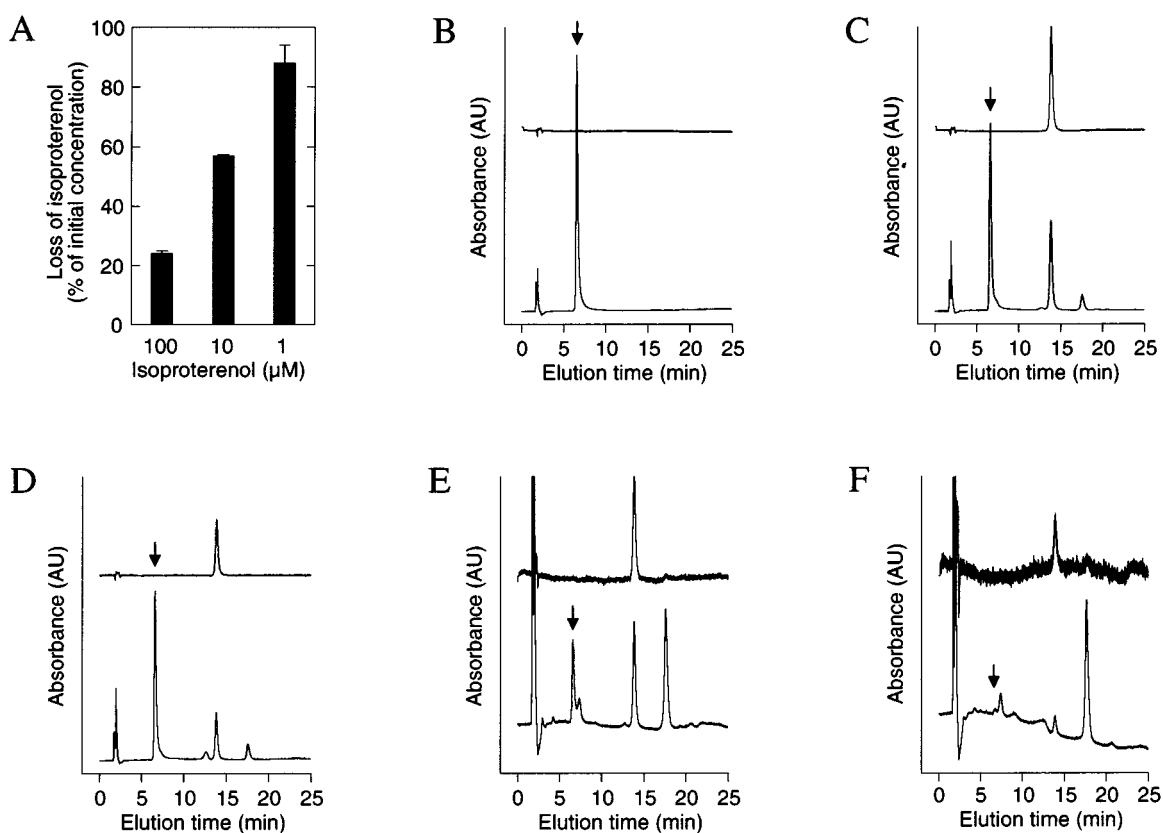 A
Loss of isoproterenol
(% of initial concentration)
100
80
60
40
20
0
100 10 1
Isoproterenol (µM)
B
Absorbance (AU)
0 5 10 15 20 25
Elution time (min)
C
Absorbance (AU)
0 5 10 15 20 25
Elution time (min)
D
Absorbance (AU)
0 5 10 15 20 25
Elution time (min)
E
Absorbance (AU)
0 5 10 15 20 25
Elution time (min)
F
Absorbance (AU)
0 5 10 15 20 25
Elution time (min)